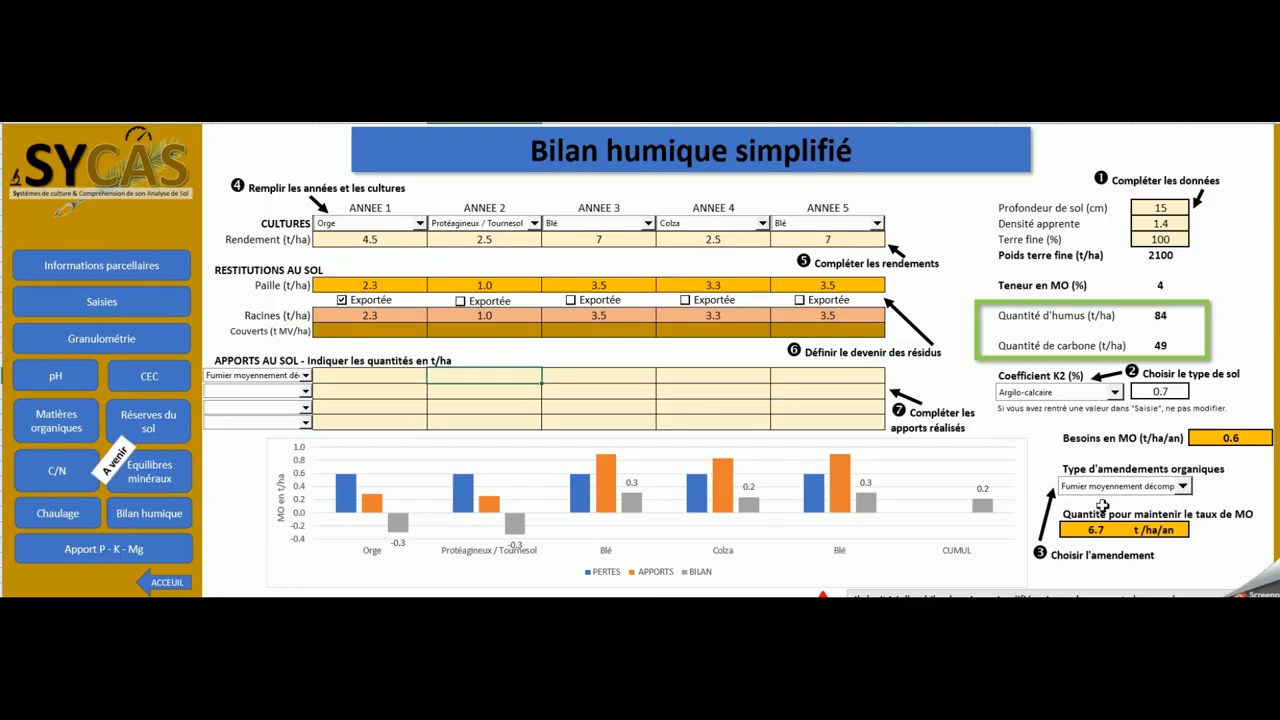 SYCAS
Systèmes de culture & Compréhension de son Analyse de Sol
Informations parcellaires
Saisies
Granulométrie
pH
CEC
Matières
organiques
Réserves du
sol
C/N
A venir
Equilibres
minéraux
Chaulage
Bilan humique
Apport P - K - Mg
ACCEUIL
Bilan humique simplifié
❹ Remplir les années et les cultures
ANNEE 1 ANNEE 2 ANNEE 3 ANNEE 4 ANNEE 5
CULTURES Orge Protéagineux / Tournesol Blé Colza Blé
Rendement (t/ha) 4.5 2.5 7 2.5 7
❺ Compléter les rendements
RESTITUTIONS AU SOL
Paille (t/ha) 2.3 1.0 3.5 3.3 3.5
Exportée Exportée Exportée Exportée Exportée
Racines (t/ha) 2.3 1.0 3.5 3.3 3.5
Couverts (t MV/ha)
❻ Définir le devenir des résidus
APPORTS AU SOL - Indiquer les quantités en t/ha
Fumier moyennement dé
❼ Compléter les
apports réalisés
MO en t/ha
1.0
0.8
0.6
0.4
0.2
0.0
-0.2
-0.4
-0.3 -0.3 0.3 0.2 0.3 0.2
Orge Protéagineux / Tournesol Blé Colza Blé CUMUL
PERTES APPORTS BILAN
❶ Compléter les données
Profondeur de sol (cm) 15
Densité apprente 1.4
Terre fine (%) 100
Poids terre fine (t/ha) 2100
Teneur en MO (%) 4
Quantité d'humus (t/ha) 84
Quantité de carbone (t/ha) 49
Coefficient K2 (%) ❷ Choisir le type de sol
Argilo-calcaire 0.7
Si vous avez rentré une valeur dans "Saisie", ne pas modifier.
Besoins en MO (t/ha/an) 0.6
Type d'amendements organiques
Fumier moyennement décomp
Quantité pour maintenir le taux de MO
6.7 t /ha/an
❸ Choisir l'amendement